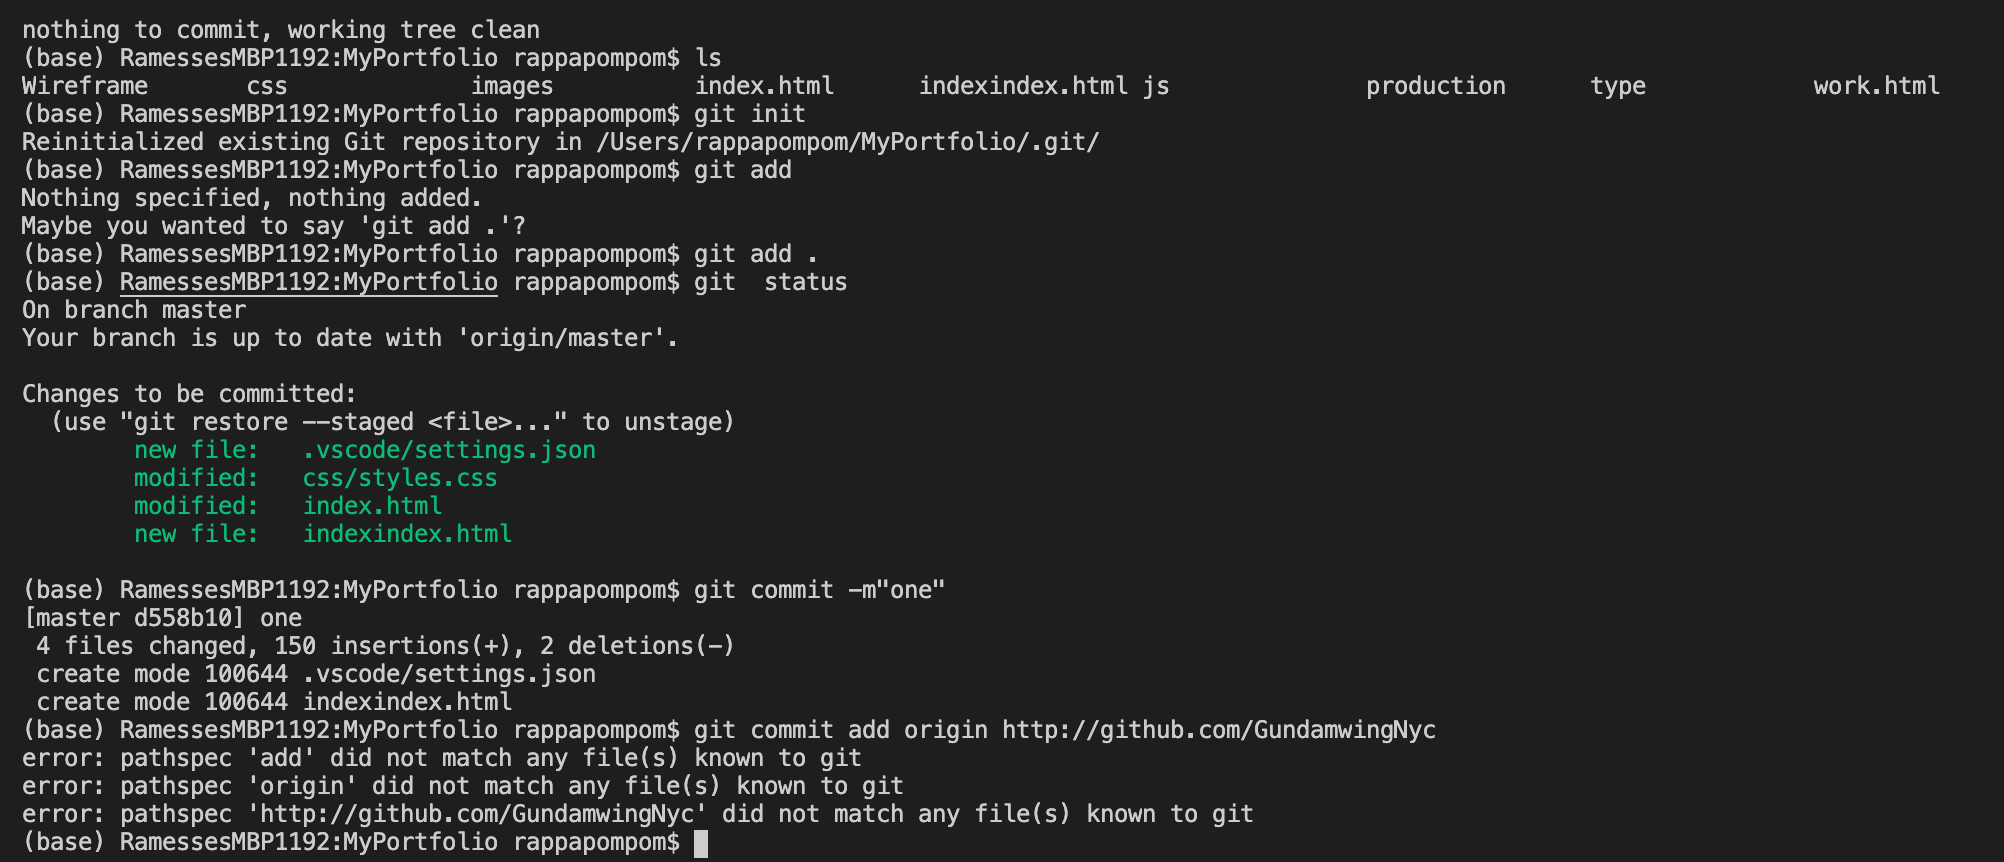 nothing to commit, working tree clean
(base) RamessesMBP1192:MyPortfolio rappapompom$ ls
Wireframe       css             images          index.html      indexindex.html js              production      type            work.html
(base) RamessesMBP1192:MyPortfolio rappapompom$ git init
Reinitialized existing Git repository in /Users/rappapompom/MyPortfolio/.git/
(base) RamessesMBP1192:MyPortfolio rappapompom$ git add
Nothing specified, nothing added.
Maybe you wanted to say 'git add .'?
(base) RamessesMBP1192:MyPortfolio rappapompom$ git add .
(base) RamessesMBP1192:MyPortfolio rappapompom$ git  status
On branch master
Your branch is up to date with 'origin/master'.

Changes to be committed:
  (use "git restore --staged <file>..." to unstage)
        new file:   .vscode/settings.json
        modified:   css/styles.css
        modified:   index.html
        new file:   indexindex.html

(base) RamessesMBP1192:MyPortfolio rappapompom$ git commit -m"one"
[master d558b10] one
 4 files changed, 150 insertions(+), 2 deletions(-)
 create mode 100644 .vscode/settings.json
 create mode 100644 indexindex.html
(base) RamessesMBP1192:MyPortfolio rappapompom$ git commit add origin http://github.com/GundamwingNyc
error: pathspec 'add' did not match any file(s) known to git
error: pathspec 'origin' did not match any file(s) known to git
error: pathspec 'http://github.com/GundamwingNyc' did not match any file(s) known to git
(base) RamessesMBP1192:MyPortfolio rappapompom$